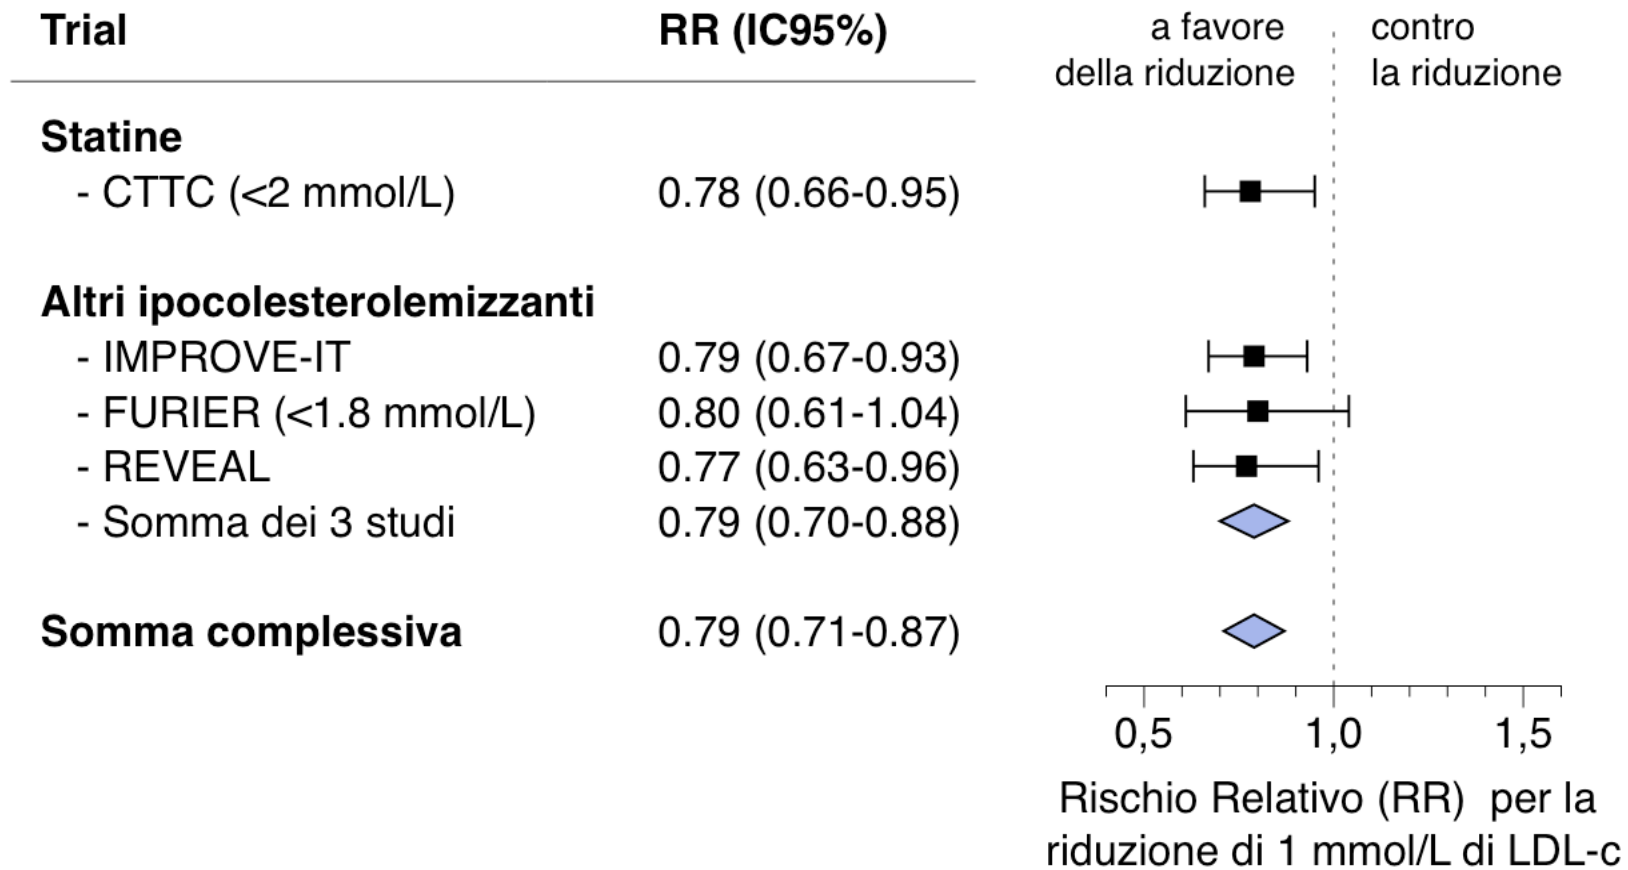 Trial RR (IC95%) a favore della riduzione contro la riduzione
Statine
- CTTC (<2 mmol/L) 0.78 (0.66-0.95)
Altri ipocolesterolemizzanti
- IMPROVE-IT 0.79 (0.67-0.93)
- FURIER (<1.8 mmol/L) 0.80 (0.61-1.04)
- REVEAL 0.77 (0.63-0.96)
- Somma dei 3 studi 0.79 (0.70-0.88)
Somma complessiva 0.79 (0.71-0.87)
0,5 1,0 1,5
Rischio Relativo (RR) per la
riduzione di 1 mmol/L di LDL-c